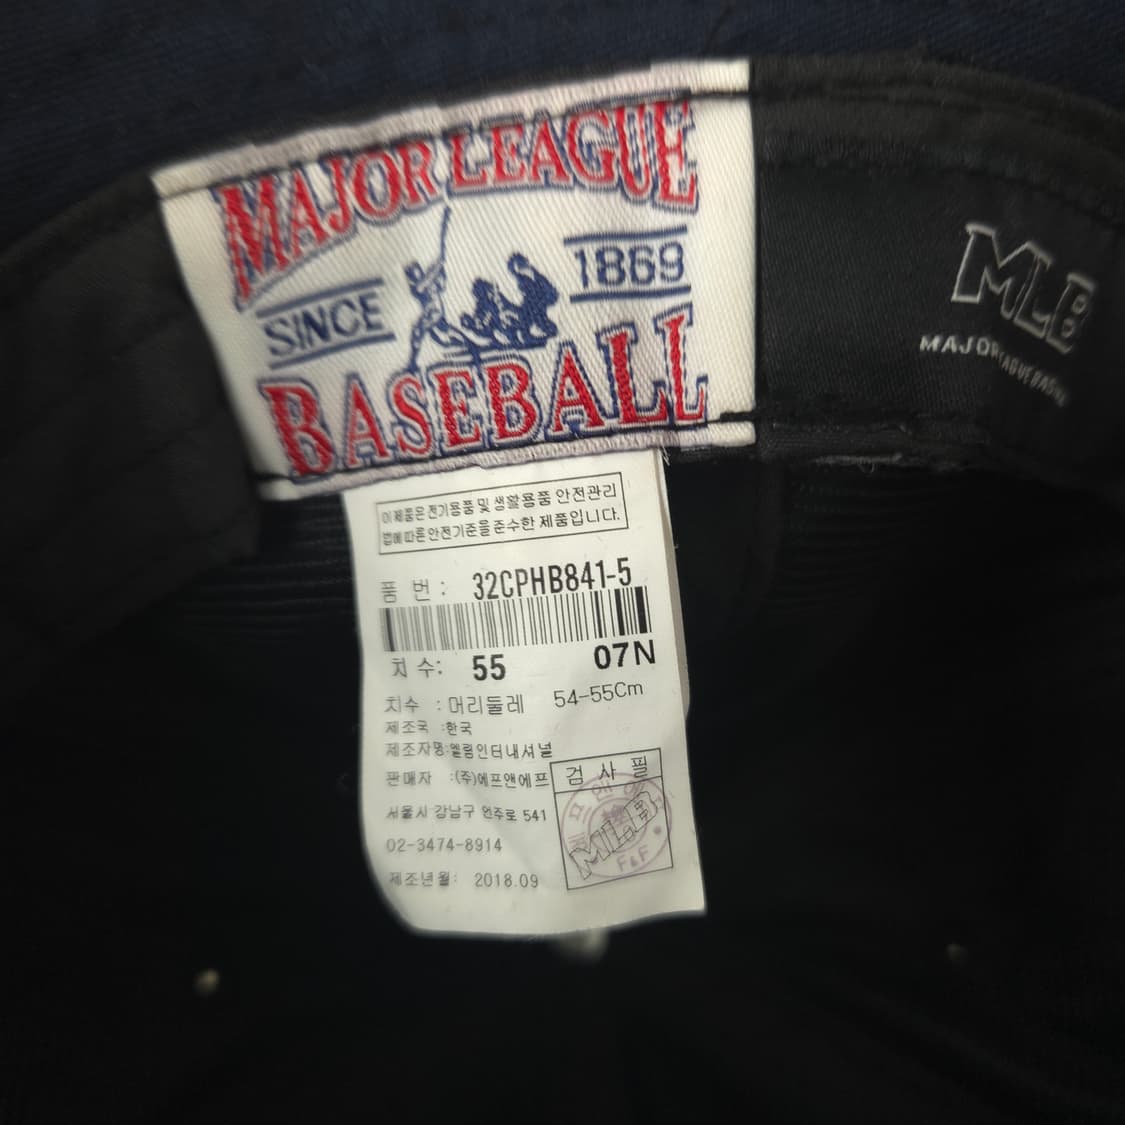 MAJOR LEAGUE
SINCE 1869
BASEBALL
MLB
MAJOR LEAGUE BASEBALL
이 제품은 전기용품 및 생활용품 안전관리
법에 따른 안전기준을 준수한 제품입니다.
품 번 : 32CPHB841-5
치 수: 55 07N
치수 : 머리둘레 54-55Cm
제조국 :한국
제조자명:엘림인터내셔널
판매자 :(주)에프앤에프
서울시 강남구 언주로 541
02-3474-8914
제조년월: 2018.09
검 사 필
MLB
F&F